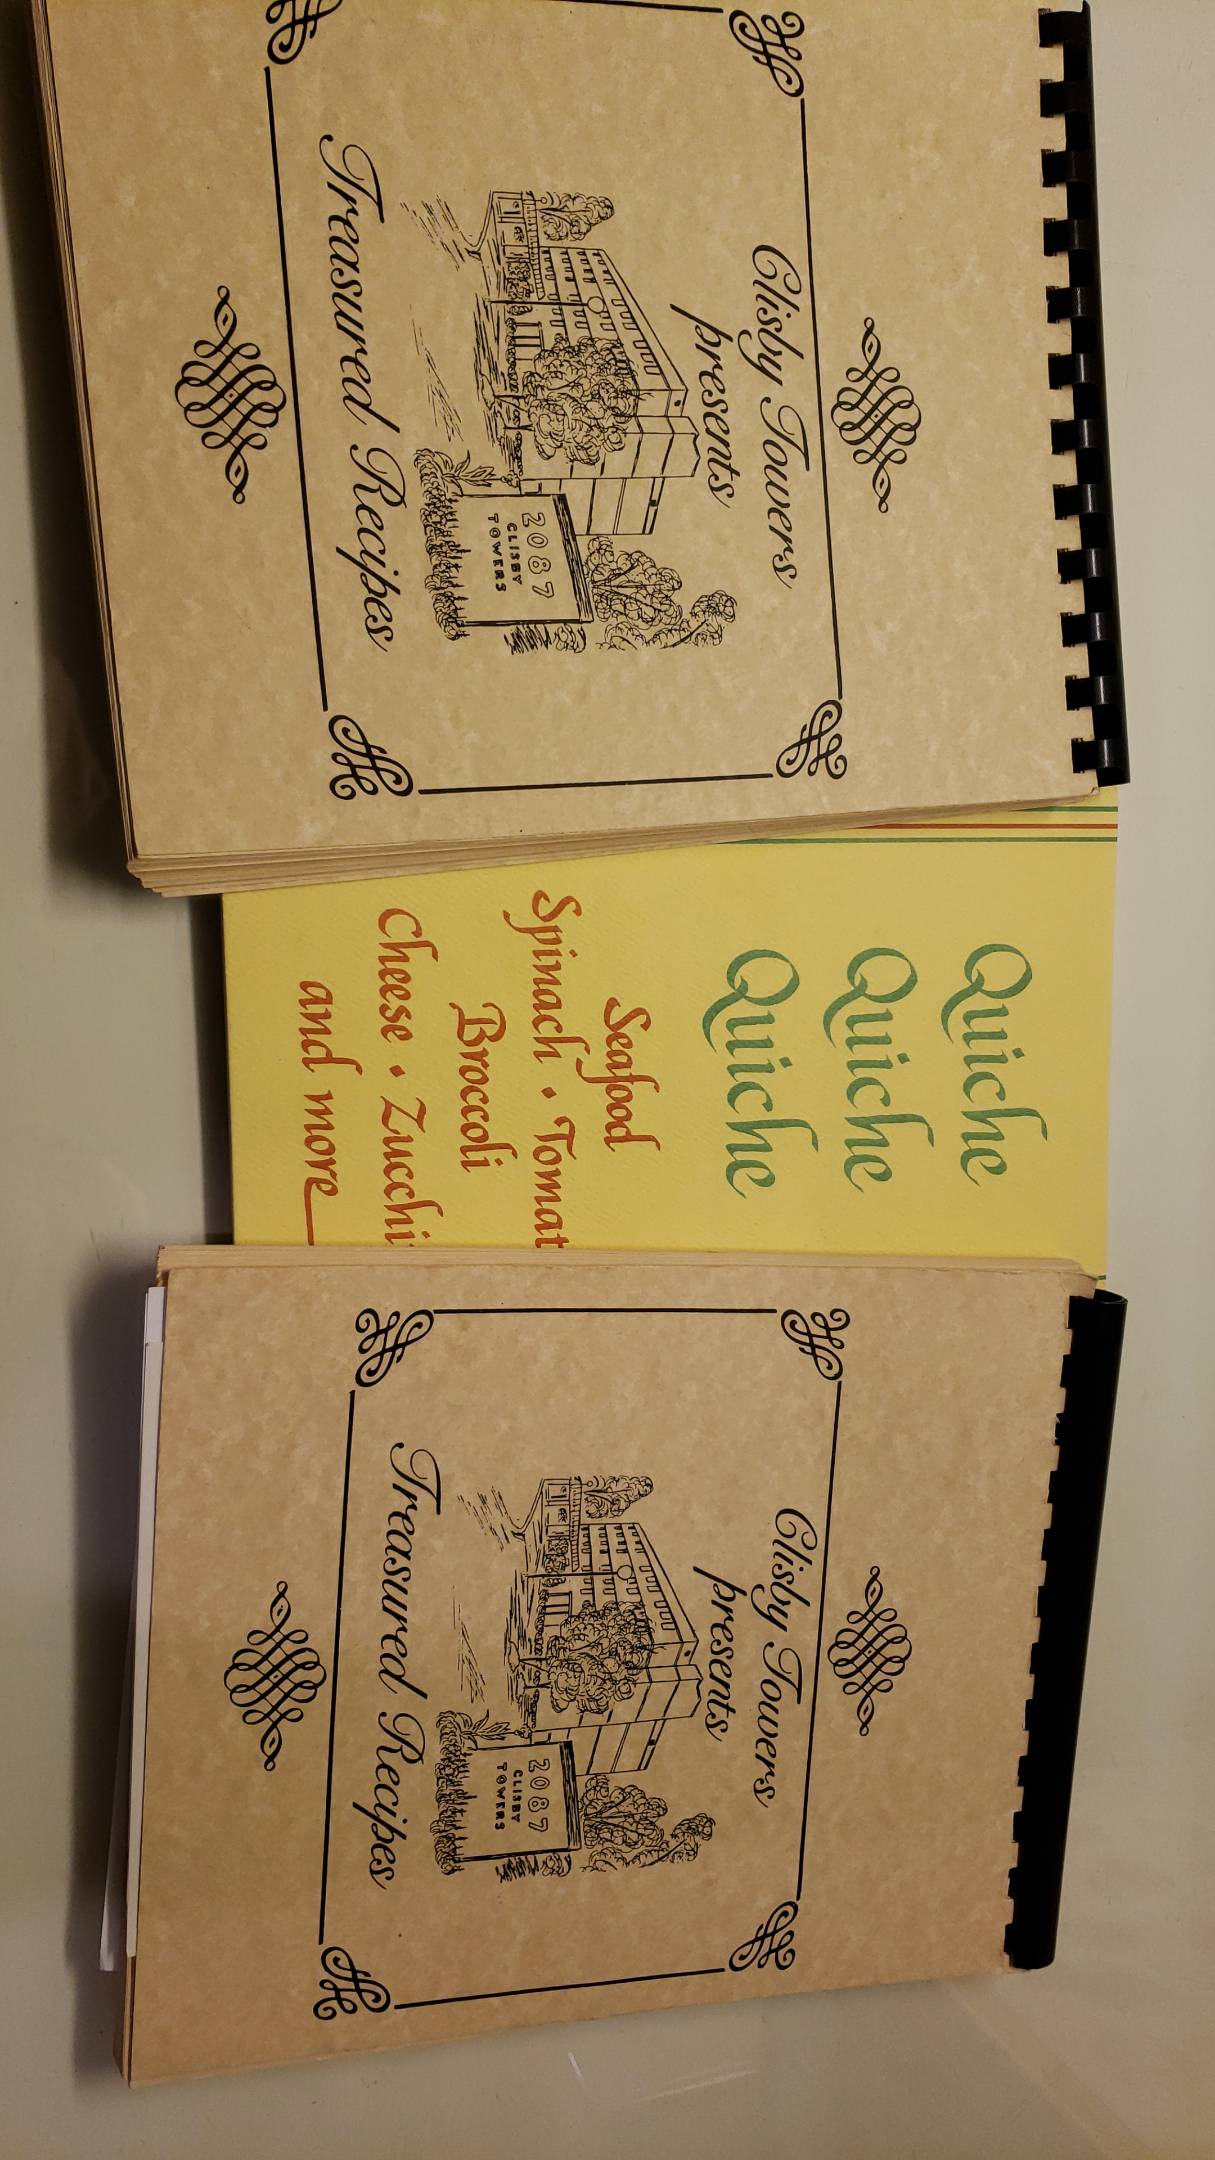 Clisby Towers
presents
2087
CLISBY
TOWERS
Treasured Recipes
Quiche
Quiche
Quiche
Seafood
Spinach • Tomat
Broccoli
Cheese • Zucchi
and more
Clisby Towers
presents
2087
CLISBY
TOWERS
Treasured Recipes